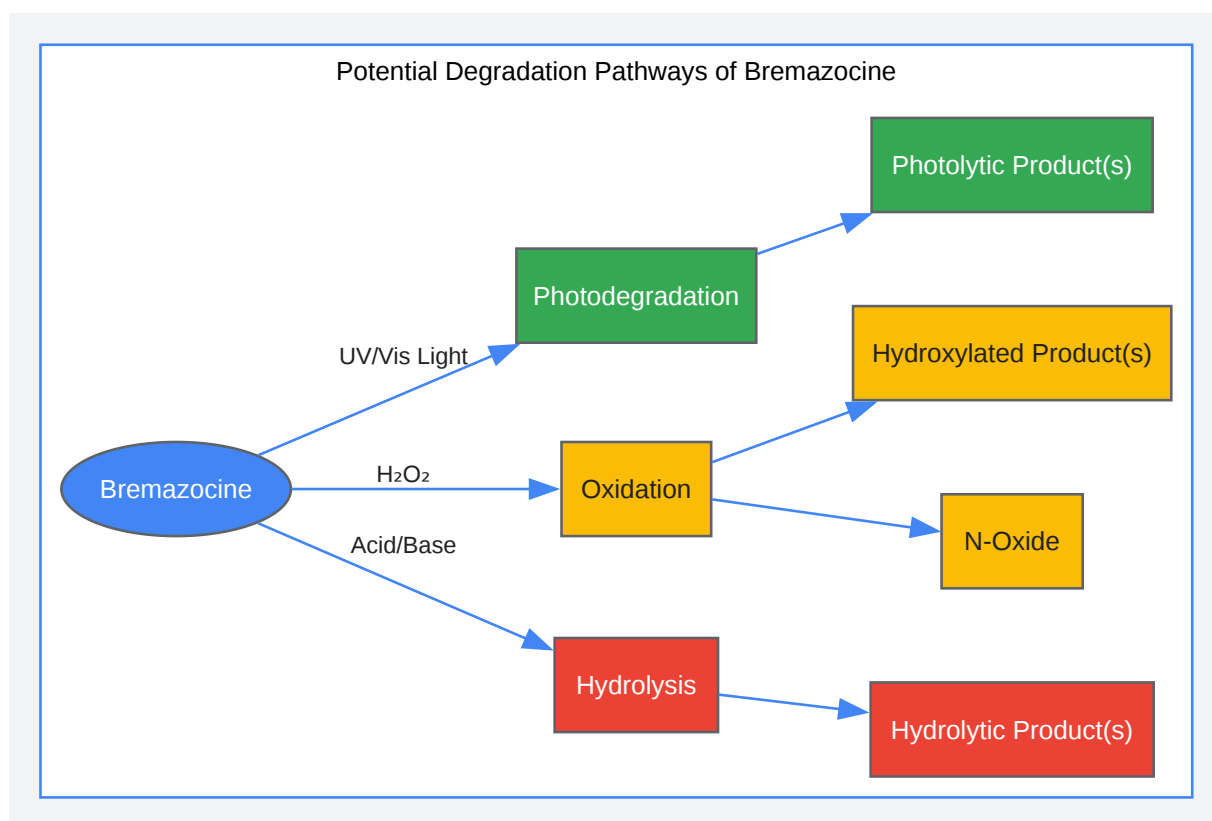 Potential Degradation Pathways of Bremazocine
Photolytic Product(s)
Photodegradation
UV/Vis Light
Hydroxylated Product(s)
Bremazocine
H₂O₂
Oxidation
N-Oxide
Acid/Base
Hydrolysis
Hydrolytic Product(s)